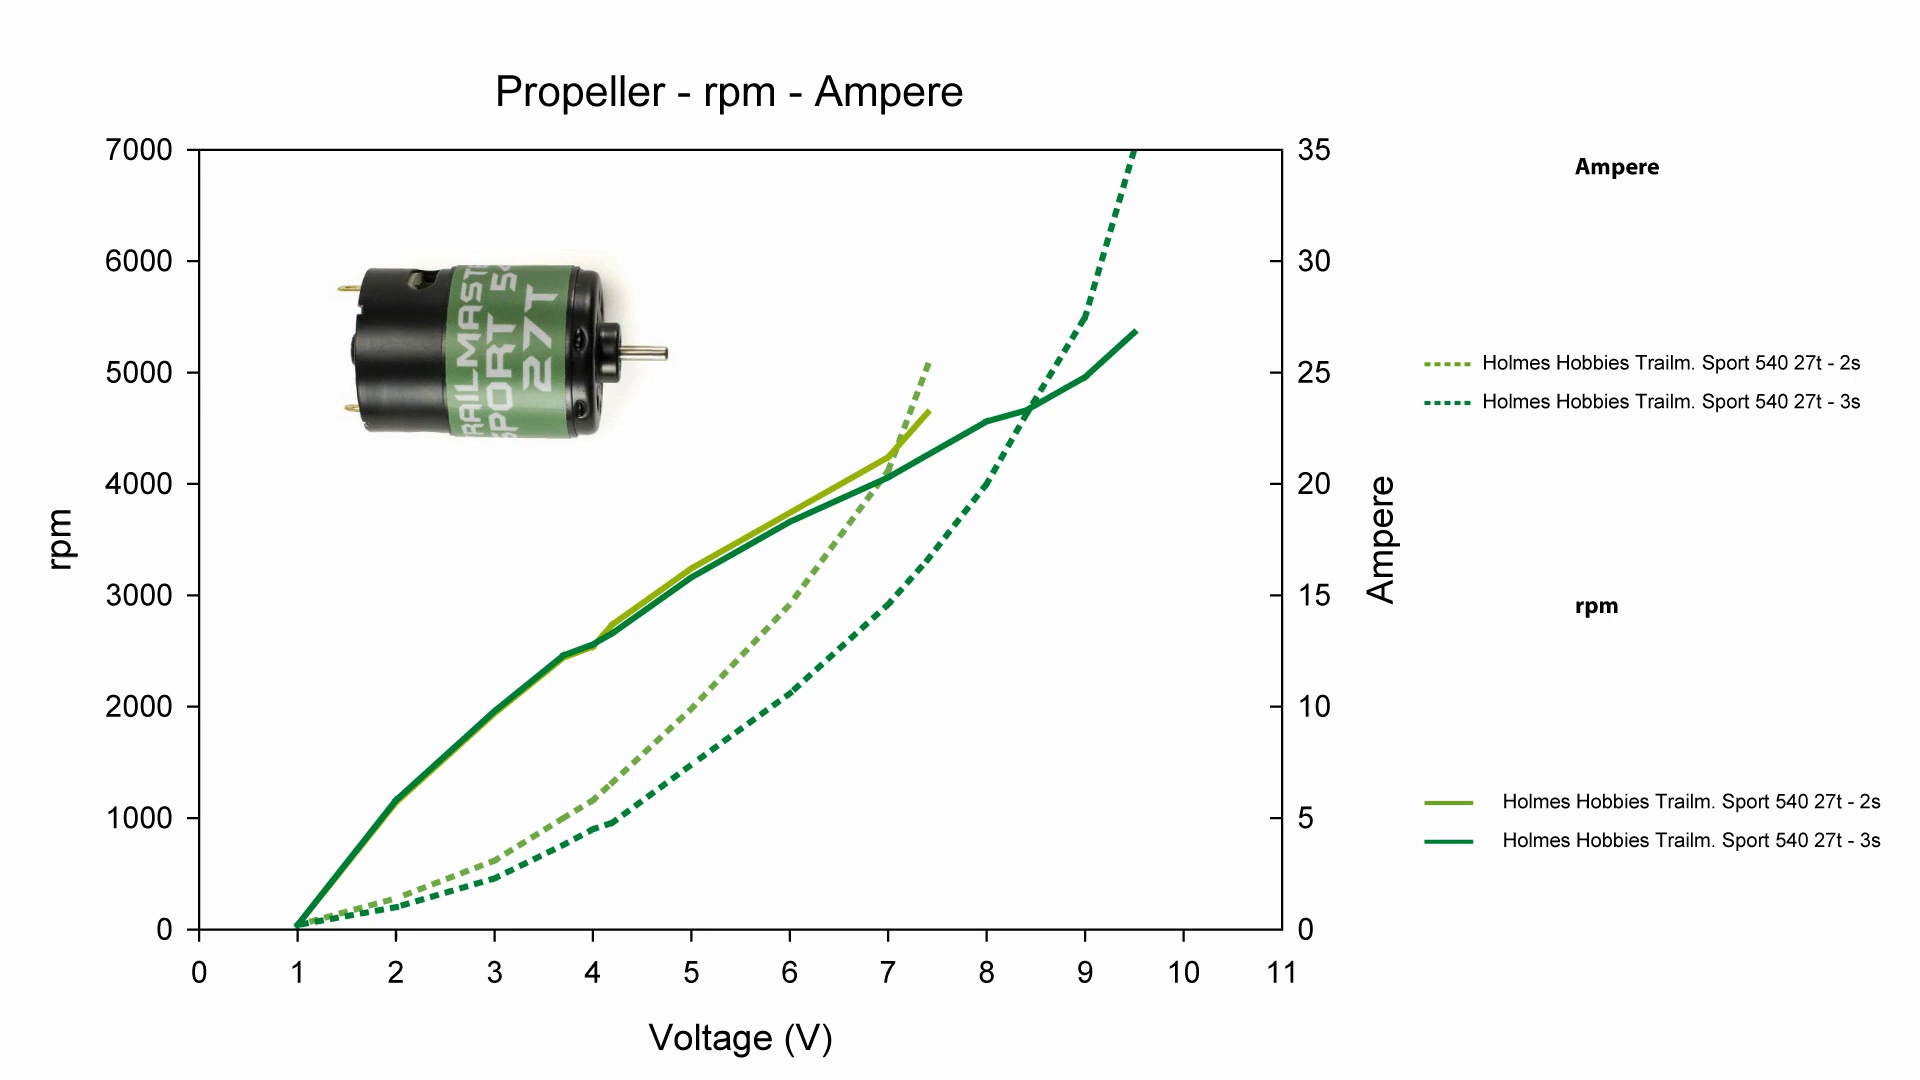 Propeller - rpm - Ampere
7000
6000
5000
4000
3000
2000
1000
0
rpm
TRAILMASTE
SPORT 54
27T
35
30
25
20
15
10
5
0
Ampere
0 1 2 3 4 5 6 7 8 9 10 11
Voltage (V)
Ampere
Holmes Hobbies Trailm. Sport 540 27t - 2s
Holmes Hobbies Trailm. Sport 540 27t - 3s
rpm
Holmes Hobbies Trailm. Sport 540 27t - 2s
Holmes Hobbies Trailm. Sport 540 27t - 3s